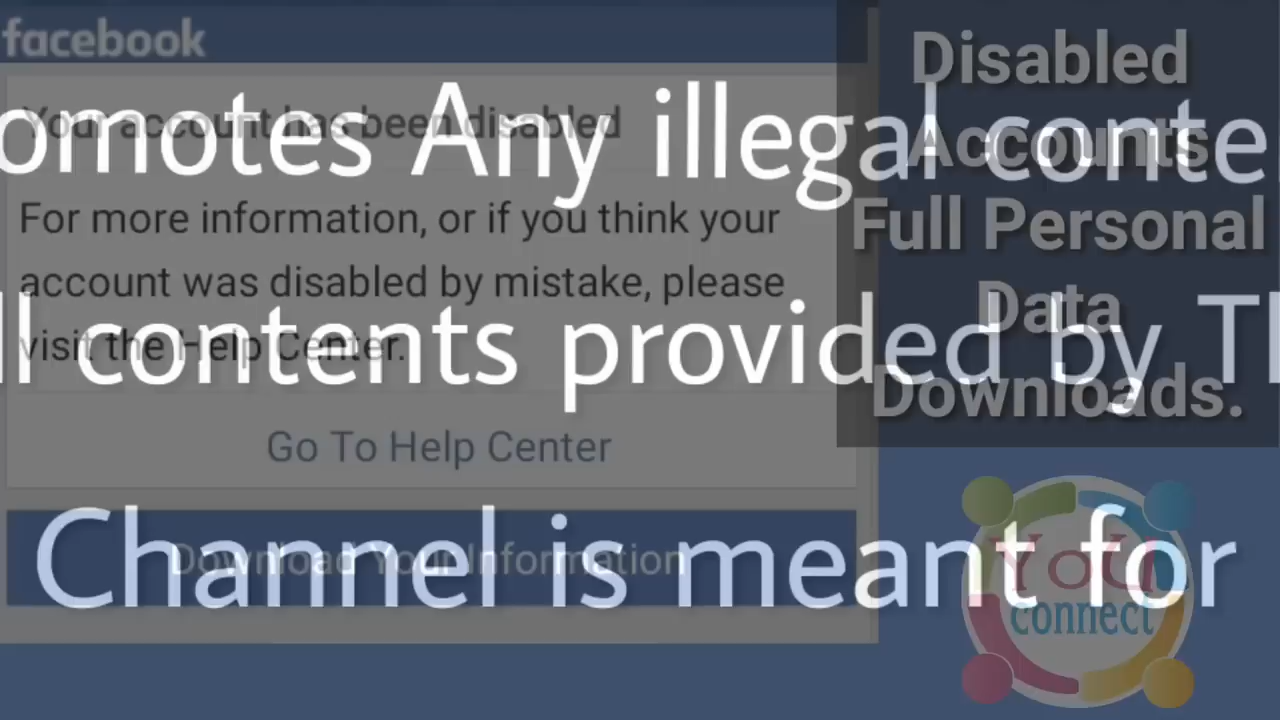 facebook
Your account has been disabled
For more information, or if you think your
account was disabled by mistake, please
visit the Help Center.
Go To Help Center
Download Your Information
Disabled
Accounts
Full Personal
Data
Downloads.
omotes Any illegal conte
ll contents provided by Th
Channel is meant for
YoU
connect